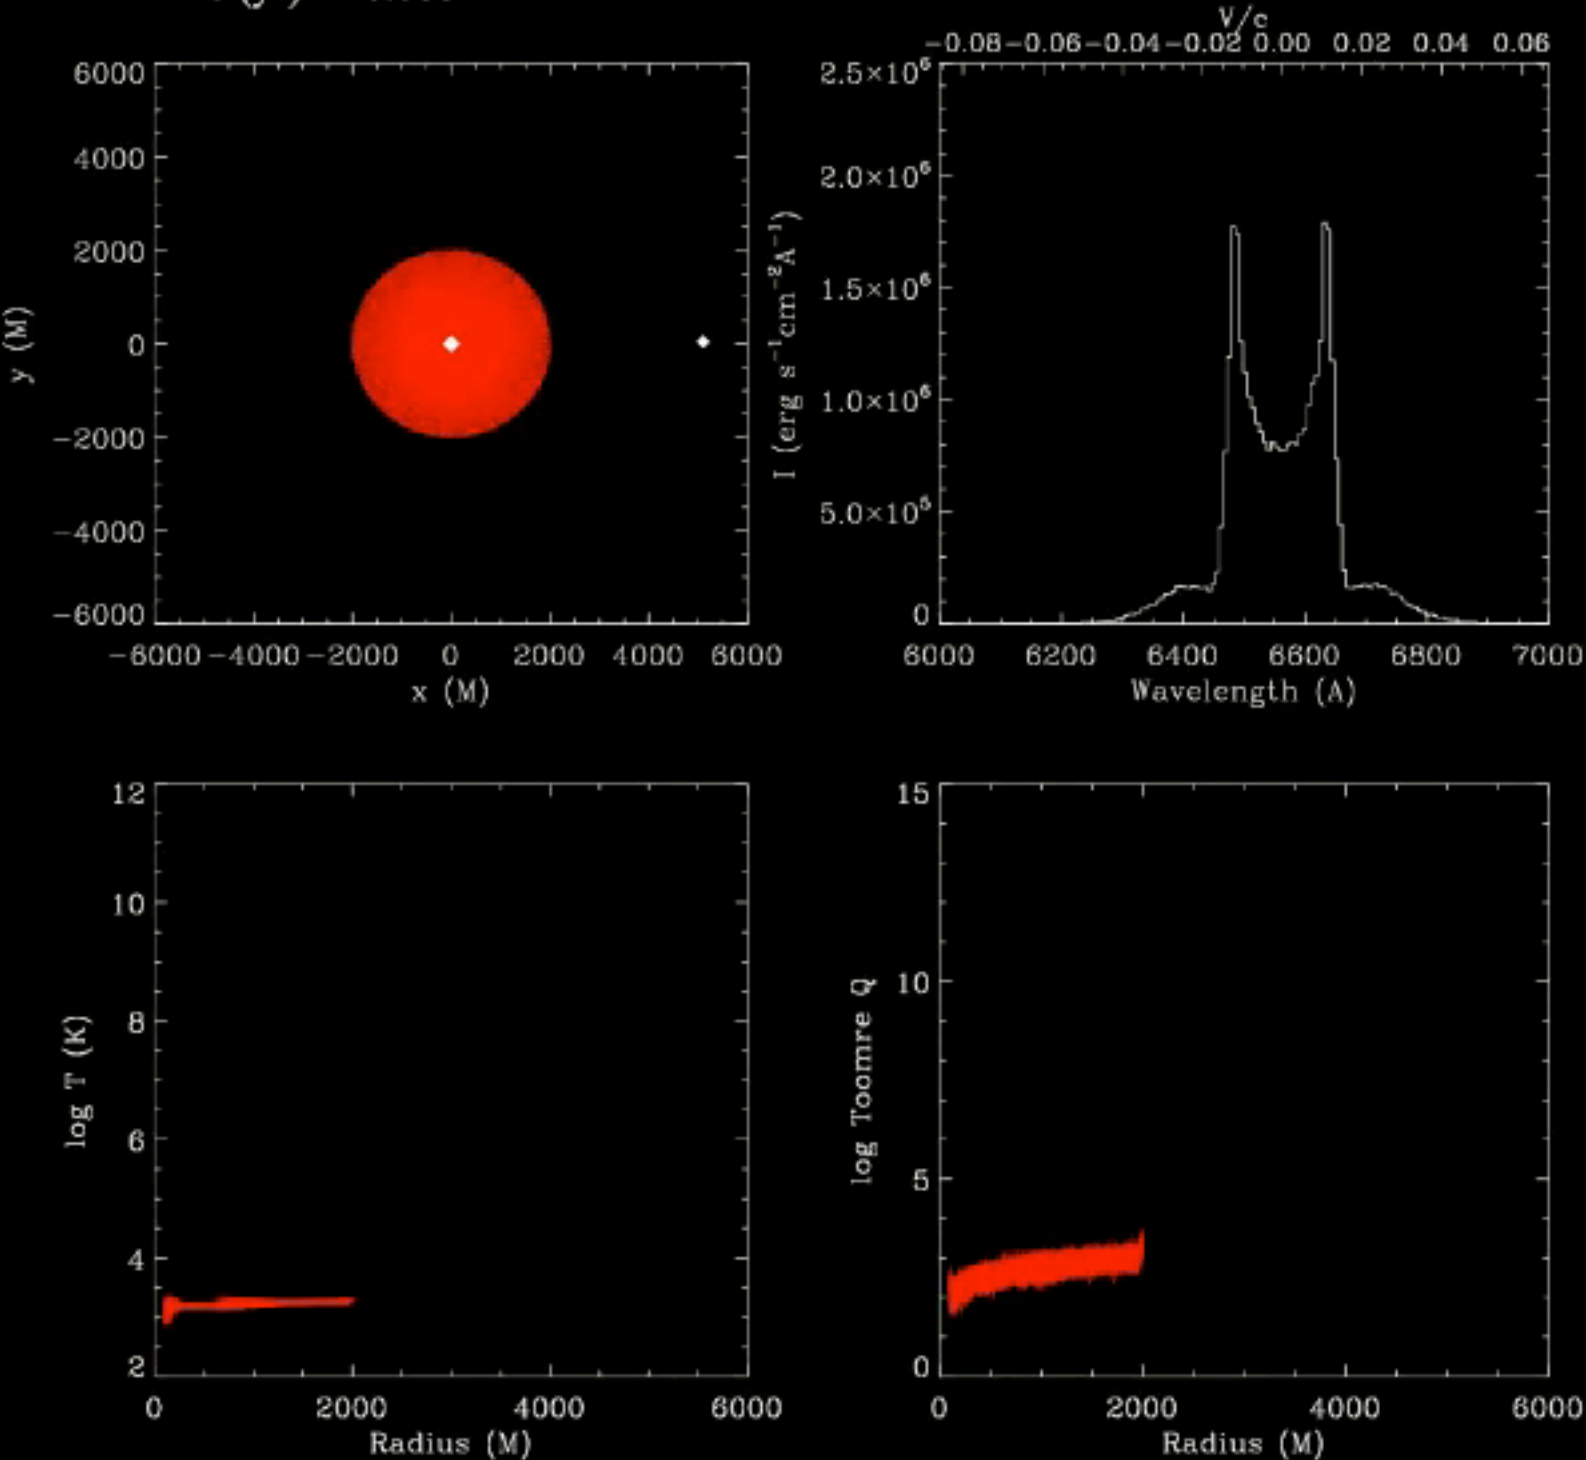 V/c
-0.08 -0.06 -0.04 -0.02 0.00 0.02 0.04 0.06
6000
4000
2000
0
-2000
-4000
-6000
y (M)
-6000 -4000 -2000 0 2000 4000 6000
x (M)
2.5×10⁶
2.0×10⁶
1.5×10⁶
1.0×10⁶
5.0×10⁵
0
I (erg s⁻¹cm⁻²A⁻¹)
6000 6200 6400 6600 6800 7000
Wavelength (A)
12
10
8
6
4
2
log T (K)
0 2000 4000 6000
Radius (M)
15
10
5
0
log Toomre Q
0 2000 4000 6000
Radius (M)